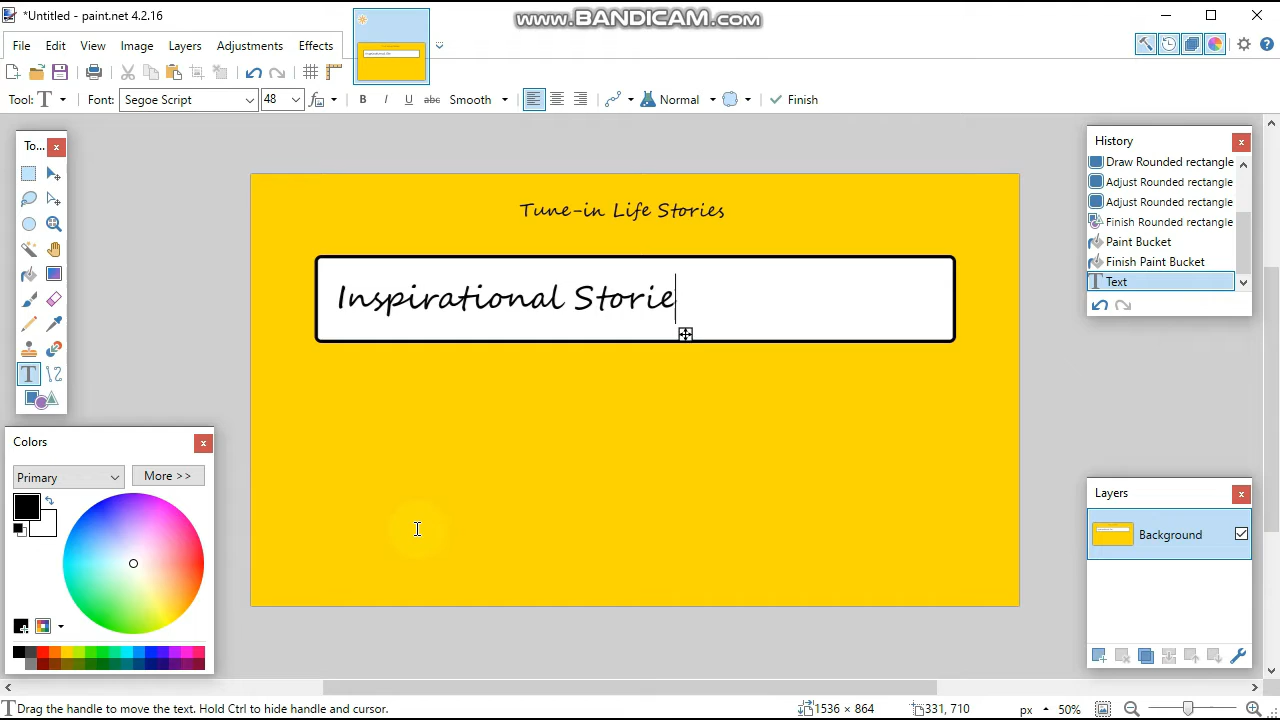 *Untitled - paint.net 4.2.16
www.BANDICAM.com
File Edit View Image Layers Adjustments Effects
Tool: T Font: Segoe Script 48 B I U abc Smooth Normal Finish
To...
History
Draw Rounded rectangle
Adjust Rounded rectangle
Adjust Rounded rectangle
Finish Rounded rectangle
Paint Bucket
Finish Paint Bucket
Text
Tune-in Life Stories
Inspirational Storie
Colors
Primary More >>
Layers
Background
Drag the handle to move the text. Hold Ctrl to hide handle and cursor. 1536 × 864 331, 710 px 50%